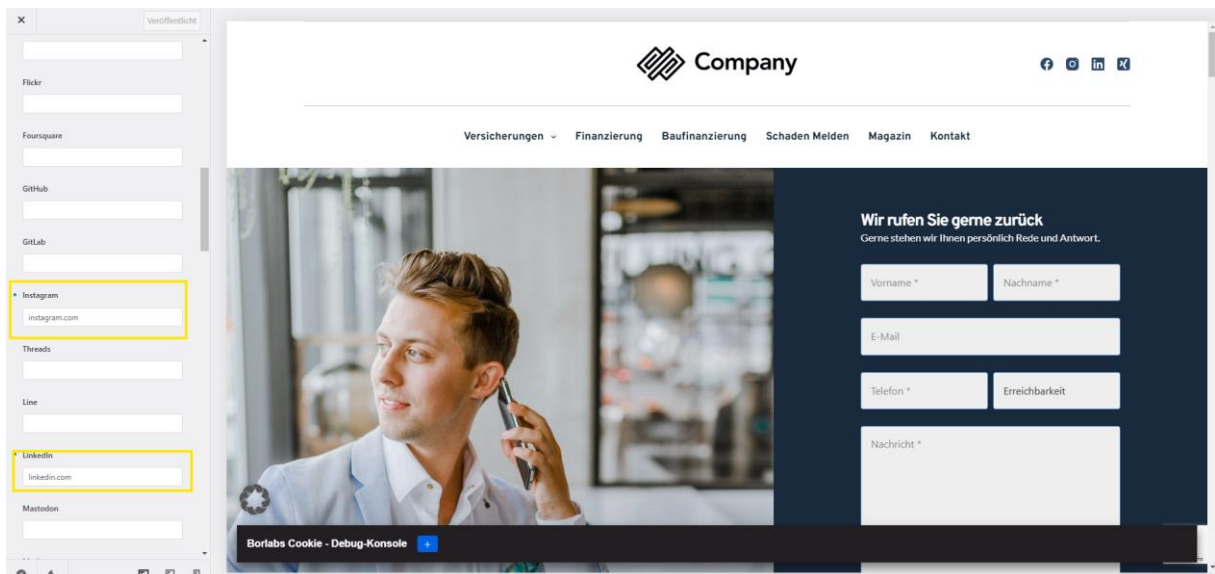 Veröffentlicht
Flickr
Foursquare
GitHub
GitLab
Instagram
instagram.com
Threads
Line
LinkedIn
linkedin.com
Mastodon
Company
Versicherungen Finanzierung Baufinanzierung Schaden Melden Magazin Kontakt
Wir rufen Sie gerne zurück
Gerne stehen wir Ihnen persönlich Rede und Antwort.
Vorname * Nachname *
E-Mail
Telefon * Erreichbarkeit
Nachricht *
Borlabs Cookie - Debug-Konsole +